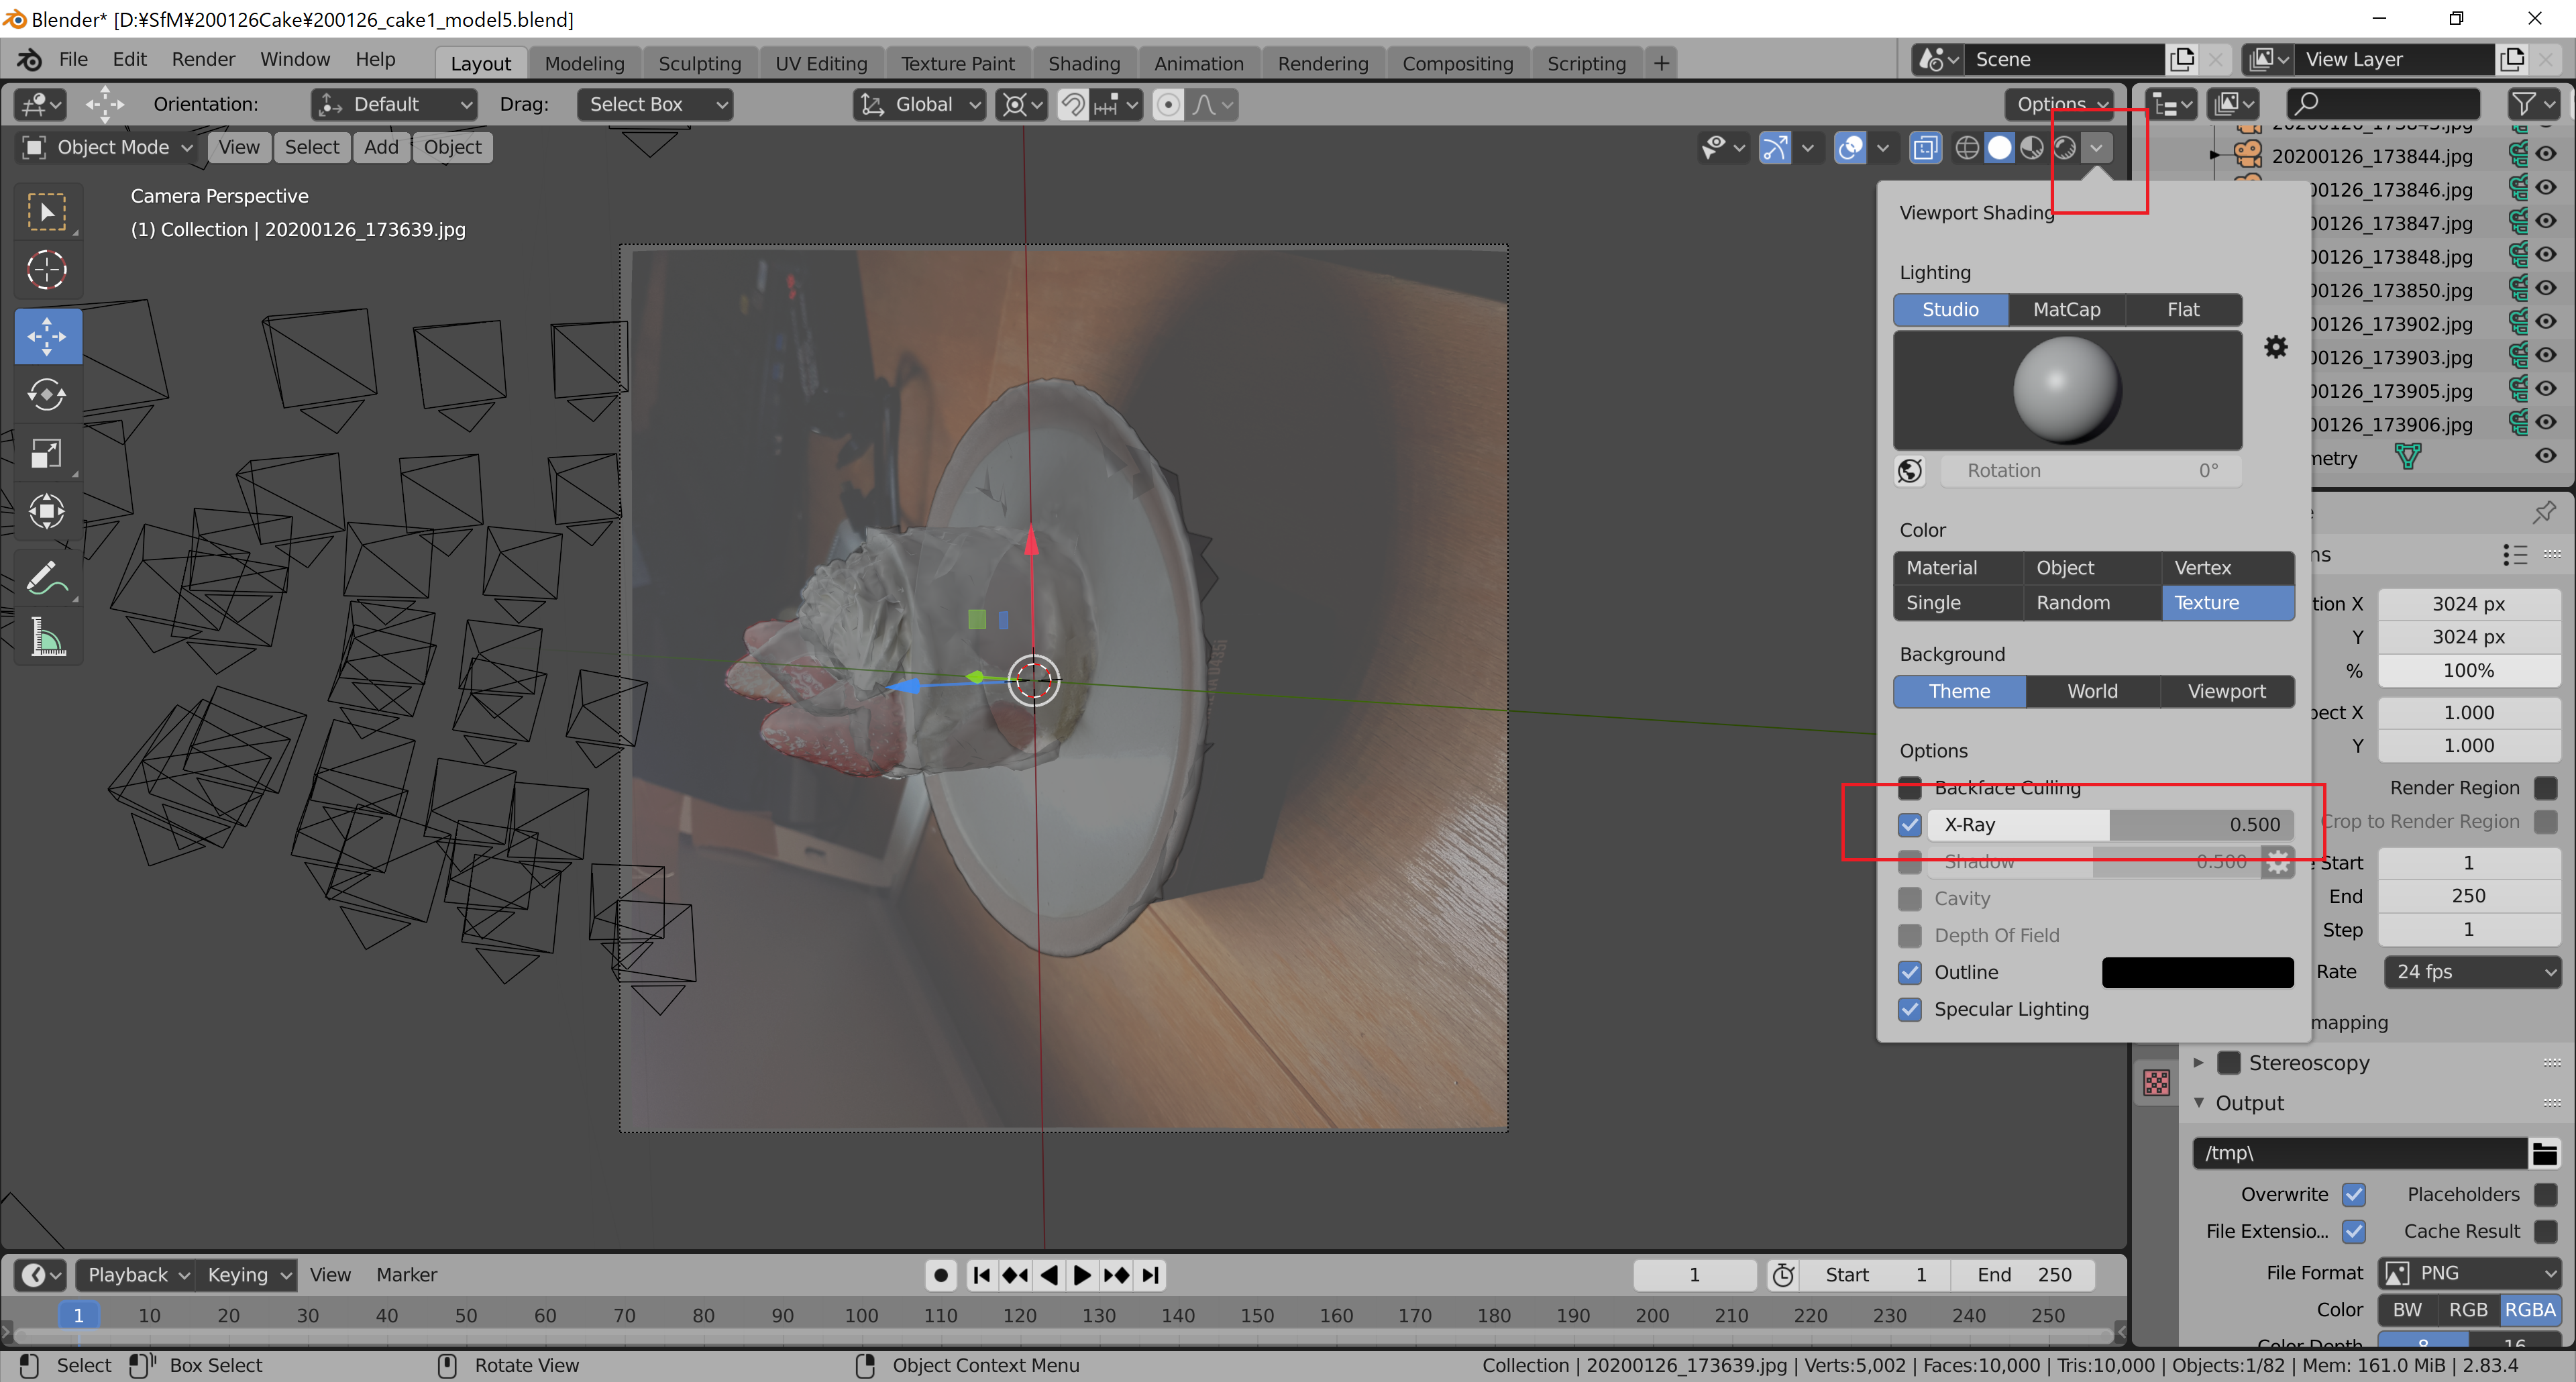 Blender* [D:¥SfM¥200126Cake¥200126_cake1_model5.blend]
File Edit Render Window Help Layout Modeling Sculpting UV Editing Texture Paint Shading Animation Rendering Compositing Scripting + Scene View Layer
Orientation: Default Drag: Select Box Global Options
Object Mode View Select Add Object
20200126_173844.jpg
Camera Perspective
(1) Collection | 20200126_173639.jpg
00126_173846.jpg
00126_173847.jpg
00126_173848.jpg
00126_173850.jpg
00126_173902.jpg
00126_173903.jpg
00126_173905.jpg
00126_173906.jpg
metry
Viewport Shading
Lighting
Studio MatCap Flat
Rotation 0°
Color
Material Object Vertex
Single Random Texture
Background
Theme World Viewport
Options
Backface Culling
X-Ray 0.500
Shadow 0.500
Cavity
Depth Of Field
Outline
Specular Lighting
ns
tion X 3024 px
Y 3024 px
% 100%
pect X 1.000
Y 1.000
Render Region
Crop to Render Region
Start 1
End 250
Step 1
Rate 24 fps
mapping
Stereoscopy
Output
/tmp\
Overwrite Placeholders
File Extensio... Cache Result
File Format PNG
Color BW RGB RGBA
Color Depth 8 16
Playback Keying View Marker 1 Start 1 End 250
1 10 20 30 40 50 60 70 80 90 100 110 120 130 140 150 160 170 180 190 200 210 220 230 240 250
Select Box Select Rotate View Object Context Menu Collection | 20200126_173639.jpg | Verts:5,002 | Faces:10,000 | Tris:10,000 | Objects:1/82 | Mem: 161.0 MiB | 2.83.4